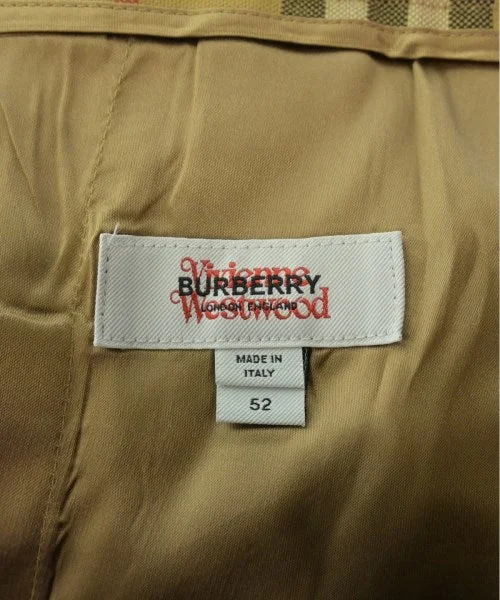 Vivienne
BURBERRY
Westwood
LONDON ENGLAND
MADE IN
ITALY
52